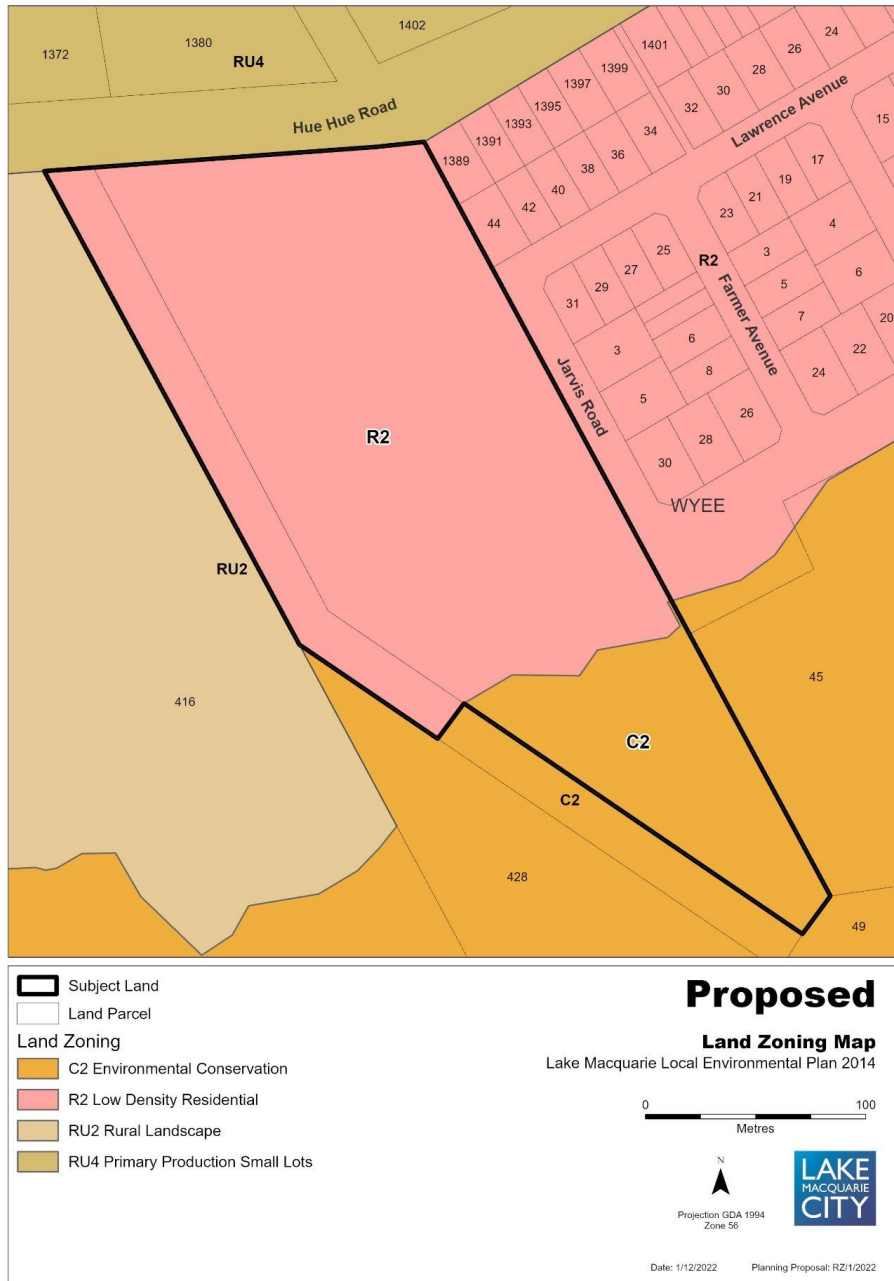 1372
1380
1402
RU4
Hue Hue Road
1401
1399
1397
1395
1393
1391
1389
24
26
28
30
32
Lawrence Avenue
34
36
38
40
42
44
15
17
19
21
23
25
27
29
31
R2
3
4
5
6
7
20
22
24
Farmer Avenue
3
6
8
5
Jarvis Road
26
28
30
R2
WYEE
RU2
416
45
C2
C2
428
49
Subject Land
Land Parcel
Land Zoning
C2 Environmental Conservation
R2 Low Density Residential
RU2 Rural Landscape
RU4 Primary Production Small Lots
Proposed
Land Zoning Map
Lake Macquarie Local Environmental Plan 2014
0 100
Metres
N
Projection GDA 1994
Zone 56
LAKE
MACQUARIE
CITY
Date: 1/12/2022 Planning Proposal: RZ/1/2022